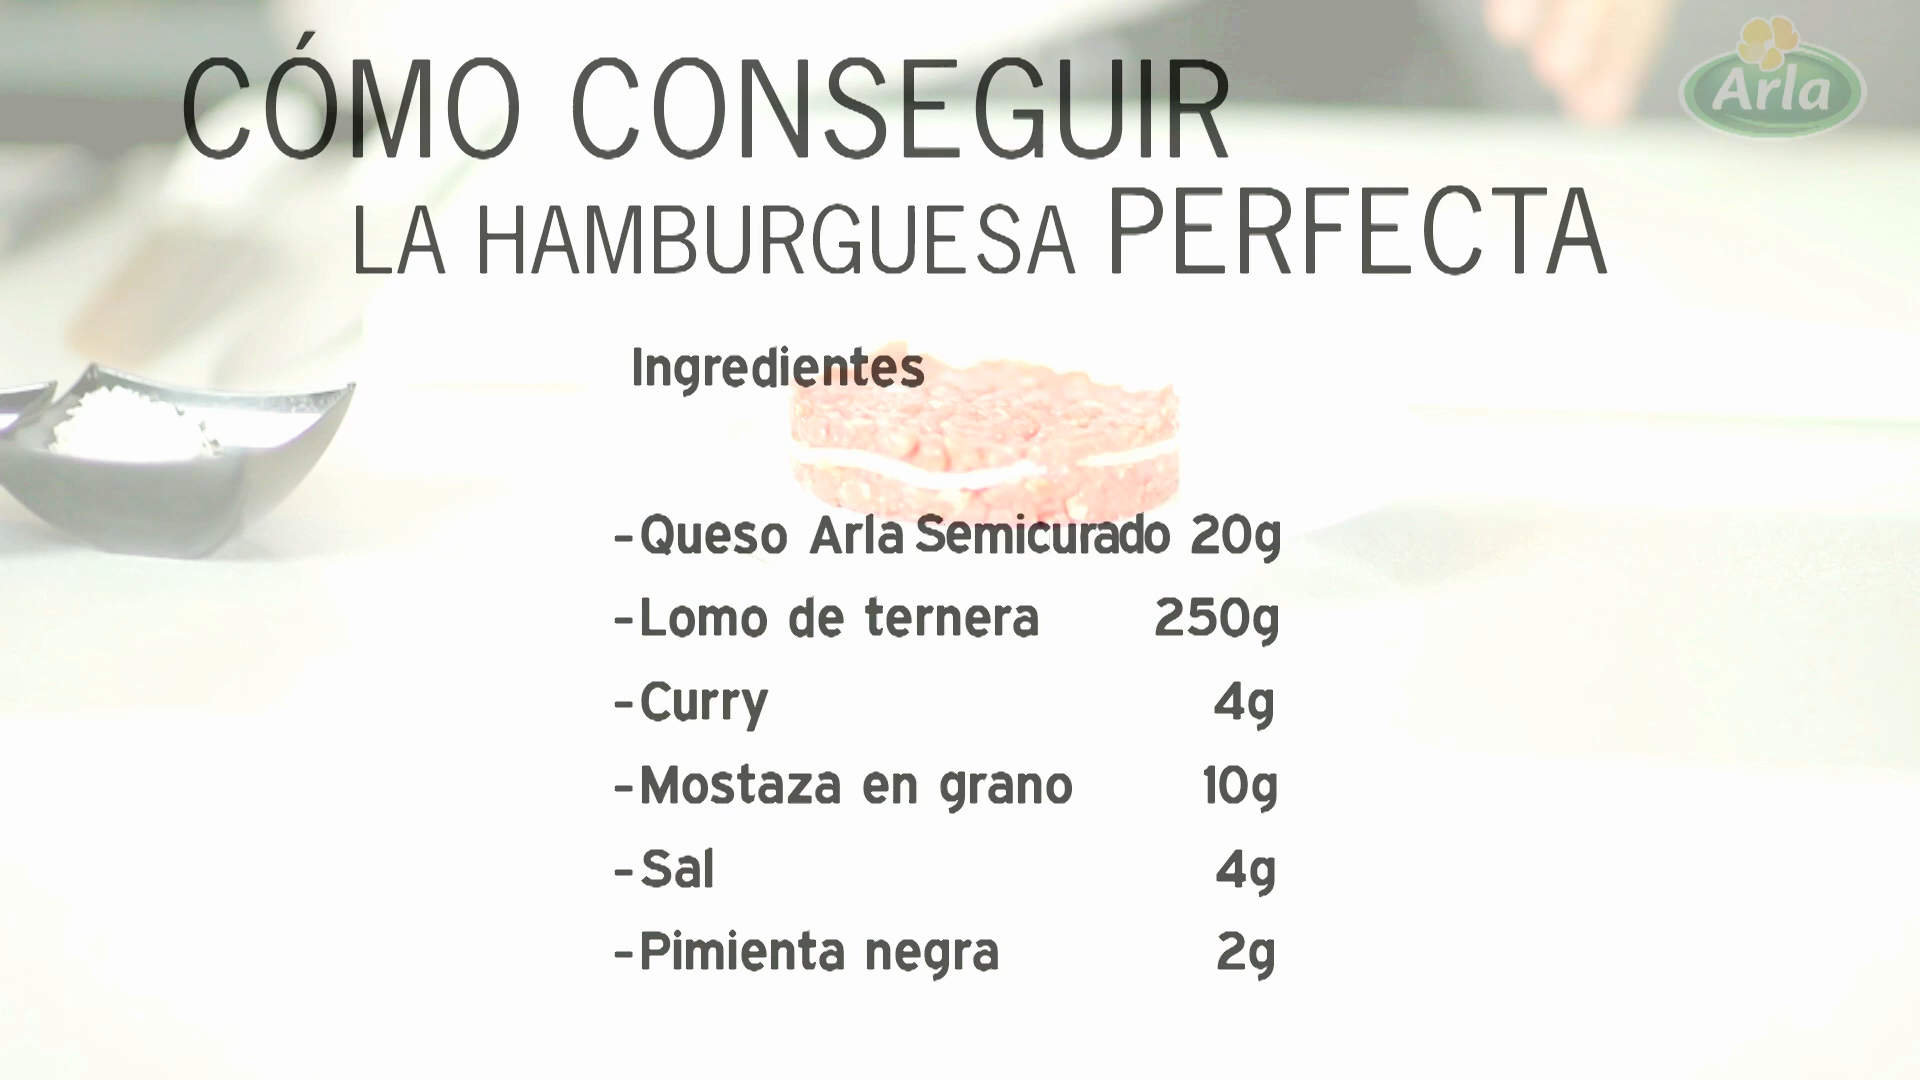 Arla
CÓMO CONSEGUIR
LA HAMBURGUESA PERFECTA
Ingredientes
-Queso Arla Semicurado 20g
-Lomo de ternera 250g
-Curry 4g
-Mostaza en grano 10g
-Sal 4g
-Pimienta negra 2g